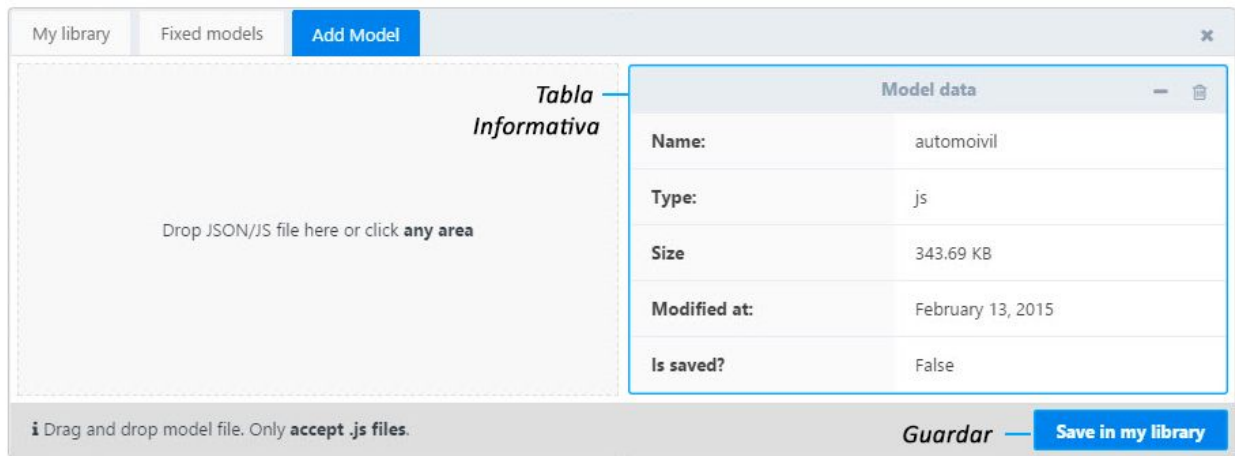 My library Fixed models Add Model
Tabla
Informativa
Drop JSON/JS file here or click any area
Model data
Name: automoivil
Type: js
Size 343.69 KB
Modified at: February 13, 2015
Is saved? False
i Drag and drop model file. Only accept .js files.
Guardar
Save in my library